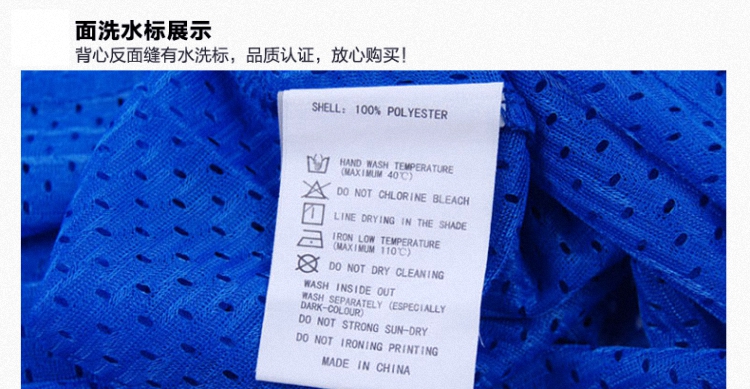 面洗水标展示
背心反面缝有水洗标，品质认证，放心购买！
SHELL: 100% POLYESTER
HAND WASH TEMPERATURE
(MAXIMUM 40℃)
DO NOT CHLORINE BLEACH
LINE DRYING IN THE SHADE
IRON LOW TEMPERATURE
(MAXIMUM 110℃)
DO NOT DRY CLEANING
WASH INSIDE OUT
WASH SEPARATELY (ESPECIALLY
DARK-COLOUR)
DO NOT STRONG SUN-DRY
DO NOT IRONING PRINTING
MADE IN CHINA